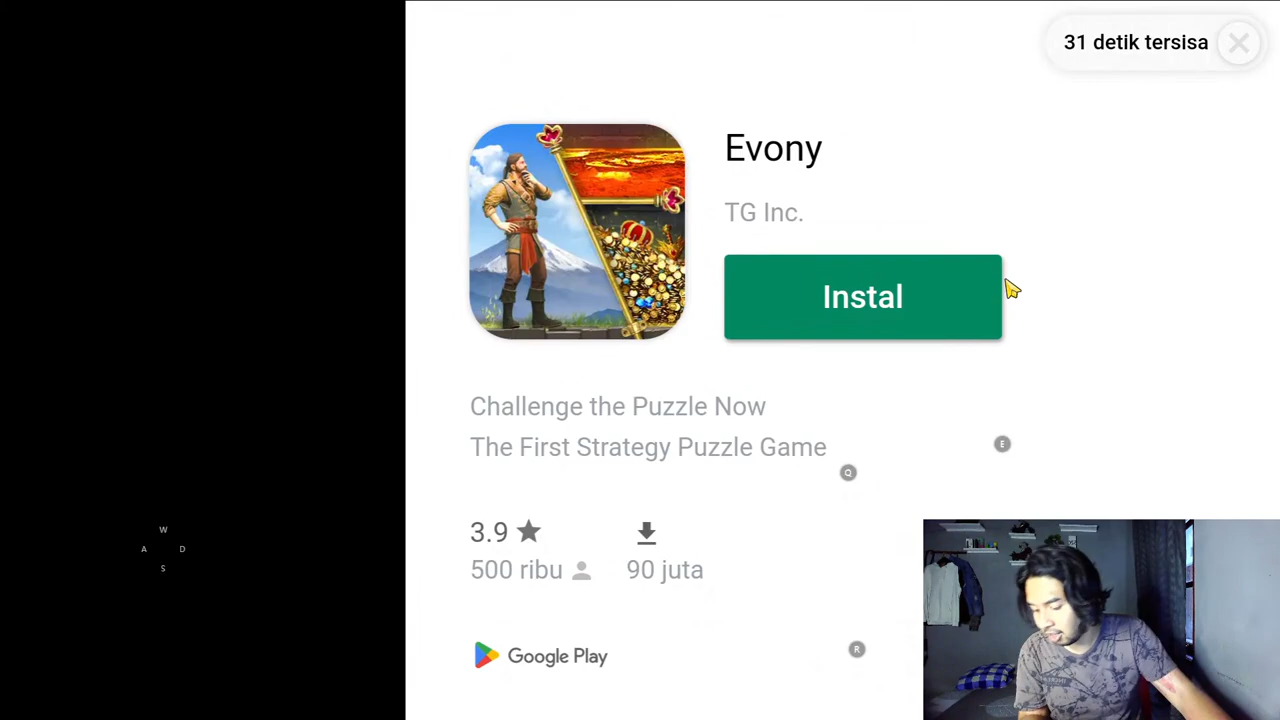 31 detik tersisa
Evony
TG Inc.
Instal
Challenge the Puzzle Now
The First Strategy Puzzle Game
E
Q
3.9
500 ribu
90 juta
W
A D
S
R
Google Play